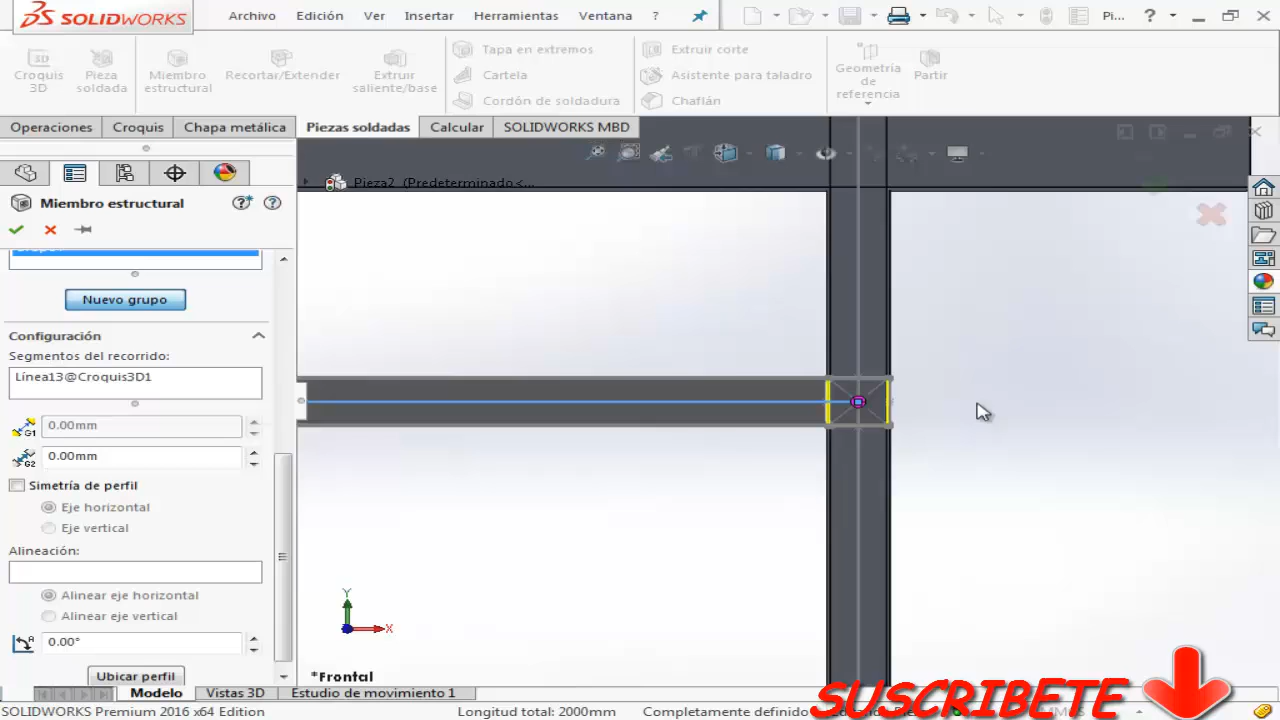 SOLIDWORKS
Archivo Edición Ver Insertar Herramientas Ventana ? Pi... ?
Croquis 3D
Pieza soldada
Miembro estructural
Recortar/Extender
Extruir saliente/base
Tapa en extremos
Cartela
Cordón de soldadura
Extruir corte
Asistente para taladro
Chaflán
Geometría de referencia
Partir
Operaciones Croquis Chapa metálica Piezas soldadas Calcular SOLIDWORKS MBD
Pieza2 (Predeterminado<...
Miembro estructural
Nuevo grupo
Configuración
Segmentos del recorrido:
Línea13@Croquis3D1
G1 0.00mm
G2 0.00mm
Simetría de perfil
Eje horizontal
Eje vertical
Alineación:
Alinear eje horizontal
Alinear eje vertical
0.00°
Ubicar perfil
Y
X
*Frontal
Modelo Vistas 3D Estudio de movimiento 1
SUSCRIBETE
SOLIDWORKS Premium 2016 x64 Edition Longitud total: 2000mm Completamente definido